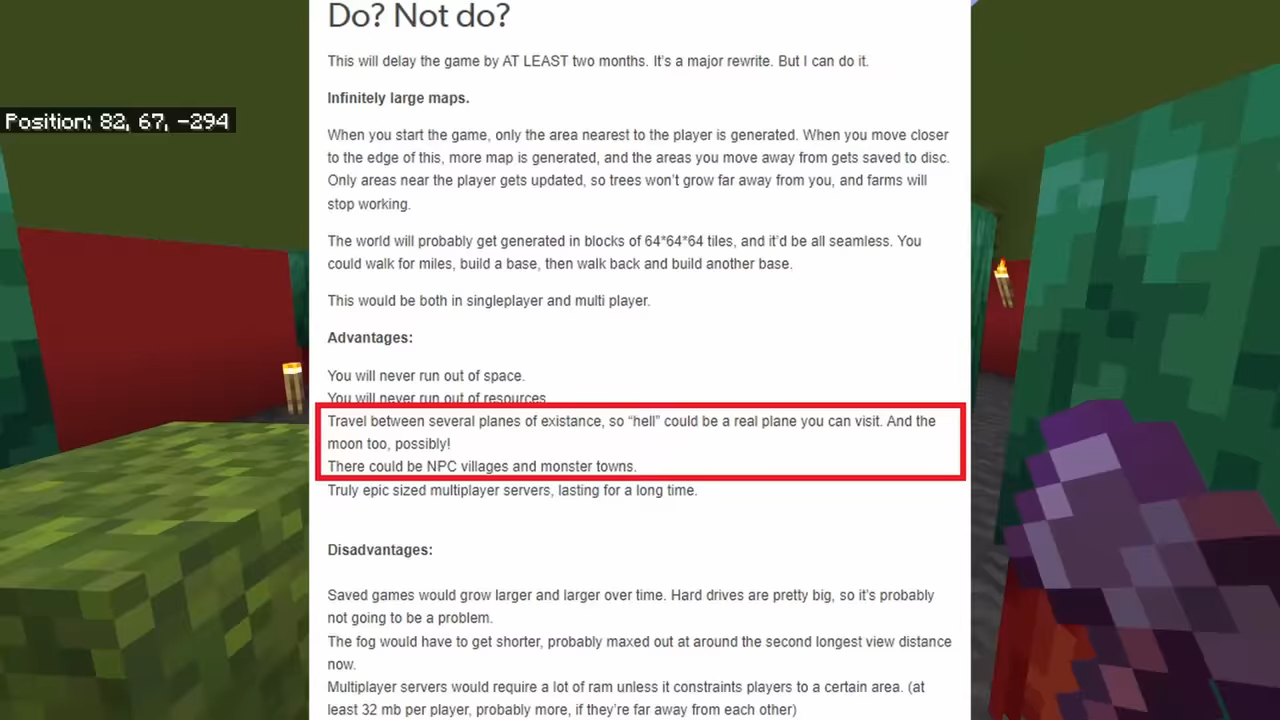 Do? Not do?
This will delay the game by AT LEAST two months. It's a major rewrite. But I can do it.
Position: 82, 67, -294
Infinitely large maps.
When you start the game, only the area nearest to the player is generated. When you move closer
to the edge of this, more map is generated, and the areas you move away from gets saved to disc.
Only areas near the player gets updated, so trees won't grow far away from you, and farms will
stop working.
The world will probably get generated in blocks of 64*64*64 tiles, and it'd be all seamless. You
could walk for miles, build a base, then walk back and build another base.
This would be both in singleplayer and multi player.
Advantages:
You will never run out of space.
You will never run out of resources
Travel between several planes of existance, so “hell” could be a real plane you can visit. And the
moon too, possibly!
There could be NPC villages and monster towns.
Truly epic sized multiplayer servers, lasting for a long time.
Disadvantages:
Saved games would grow larger and larger over time. Hard drives are pretty big, so it's probably
not going to be a problem.
The fog would have to get shorter, probably maxed out at around the second longest view distance
now.
Multiplayer servers would require a lot of ram unless it constraints players to a certain area. (at
least 32 mb per player, probably more, if they're far away from each other)